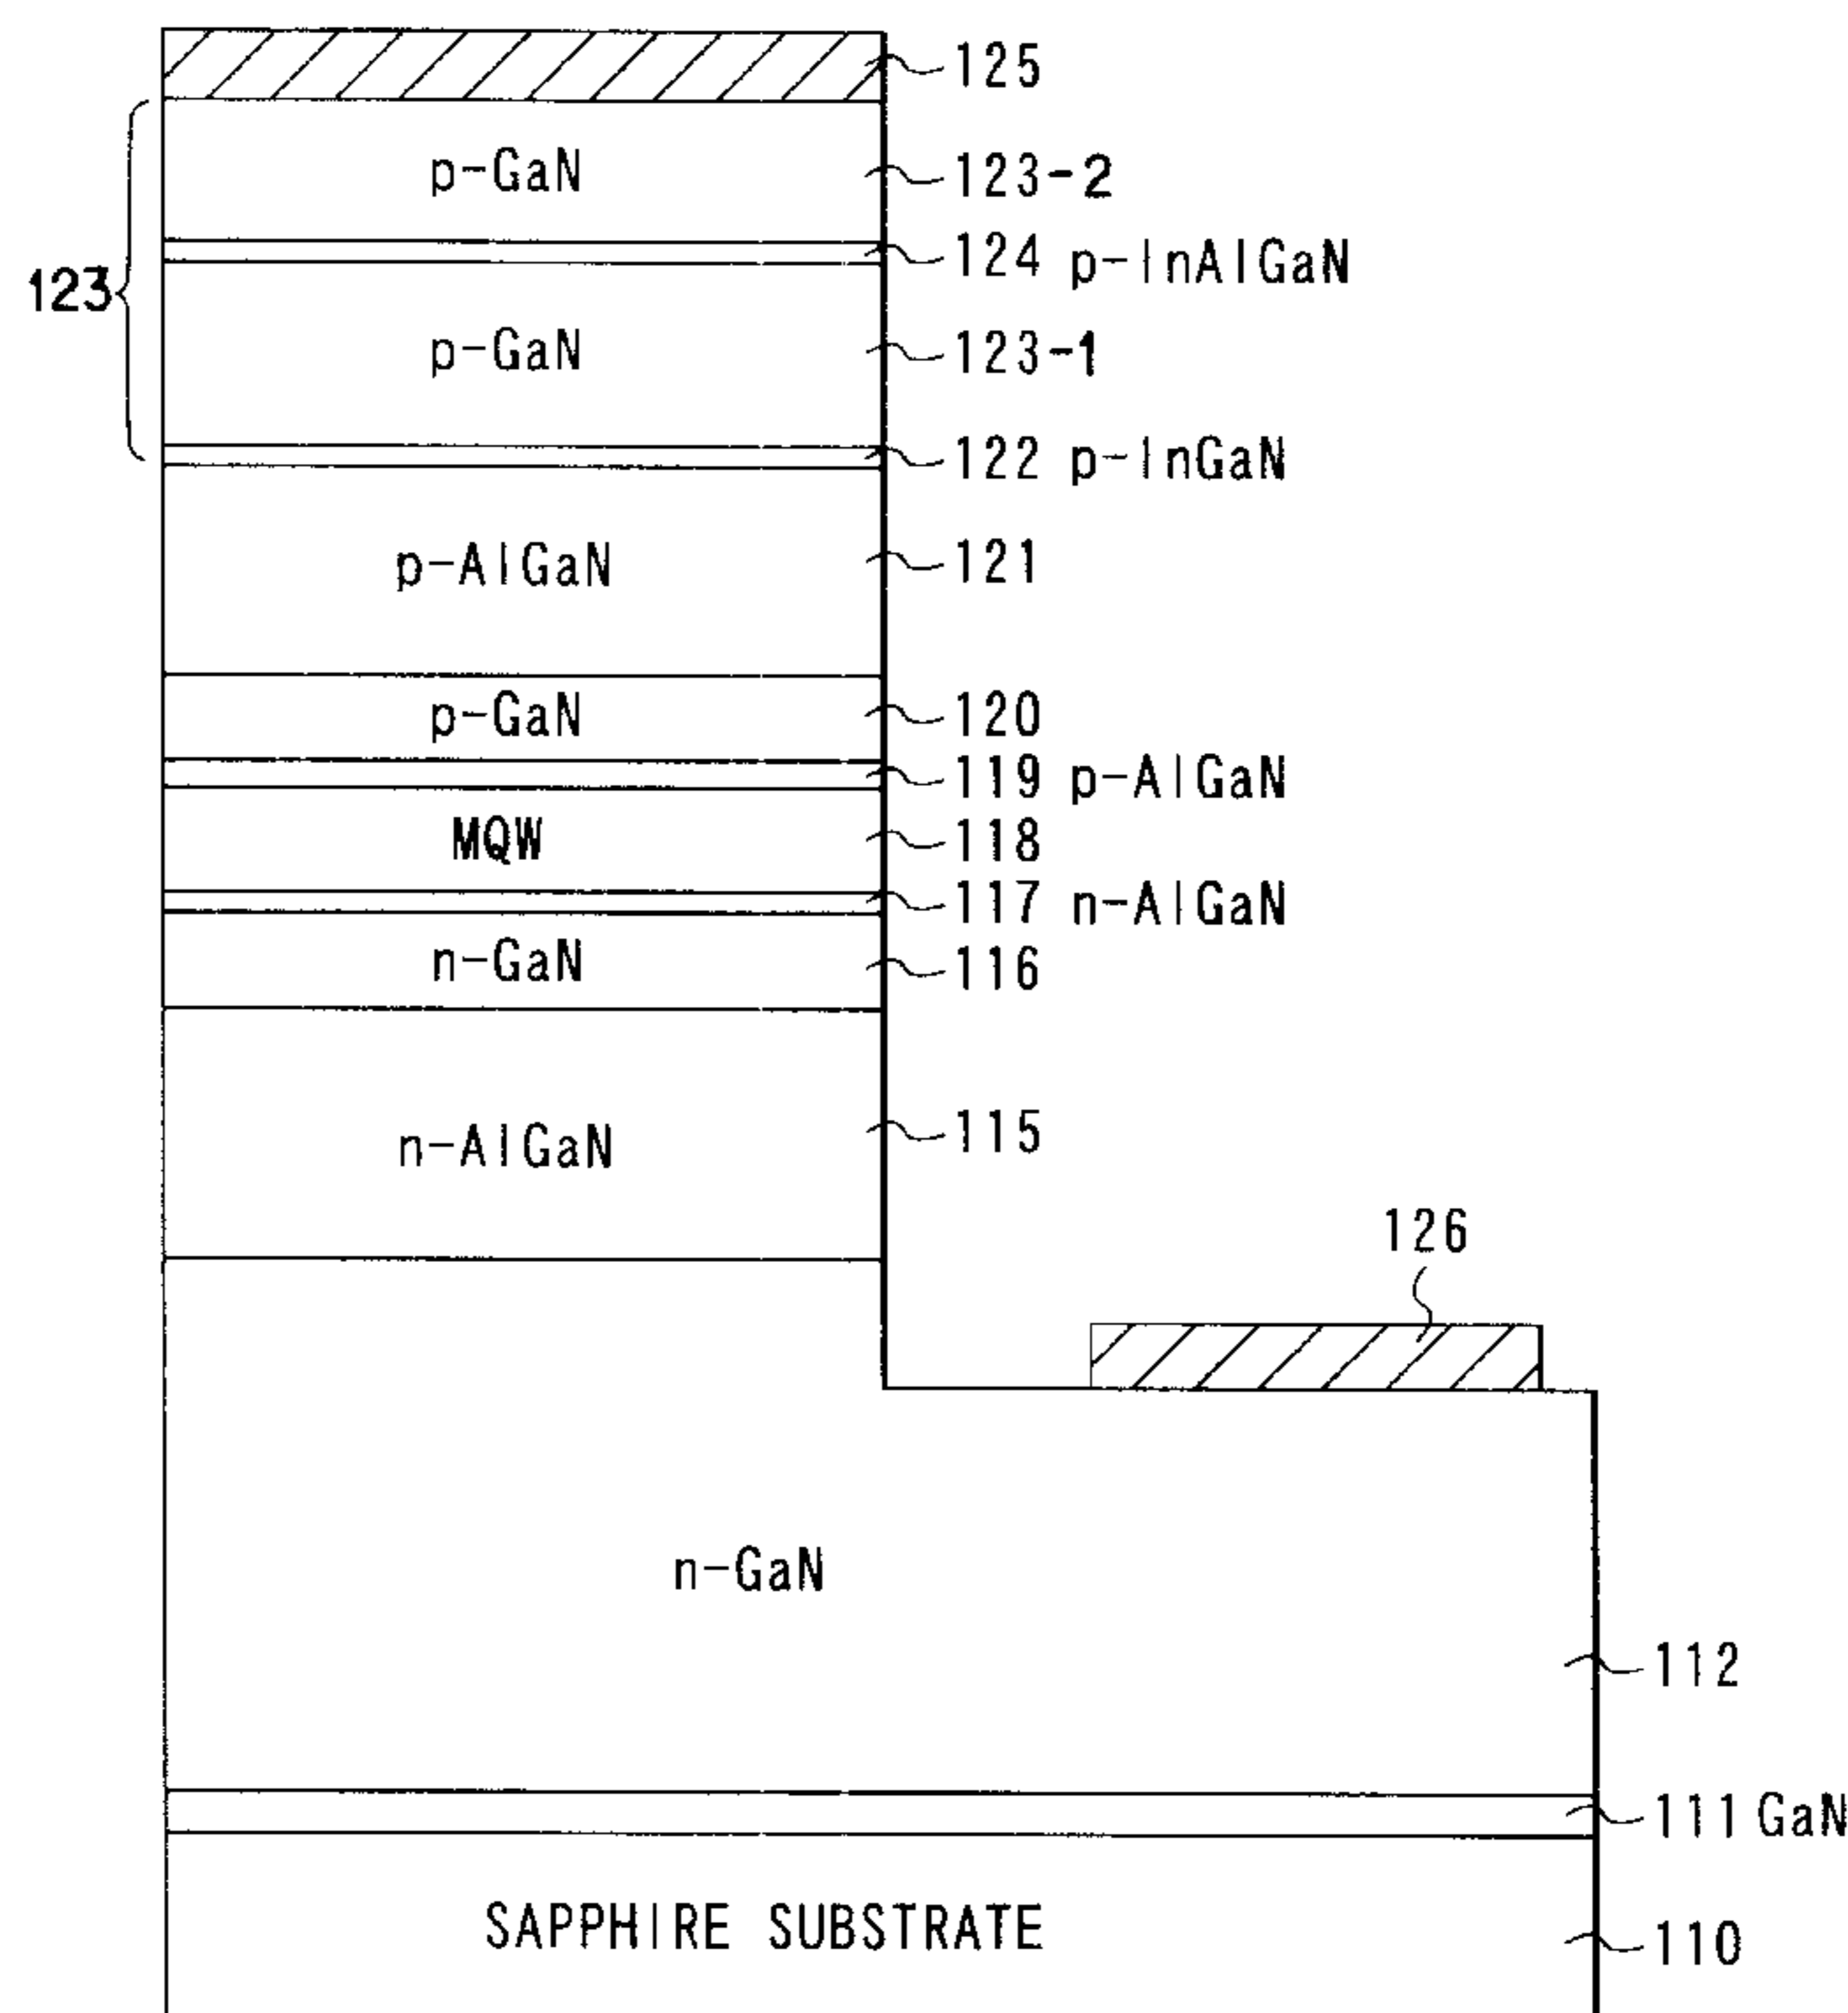 125
p-GaN 123-2
124 p-InAlGaN
123
p-GaN 123-1
122 p-InGaN
p-AlGaN 121
p-GaN 120
119 p-AlGaN
MQW 118
117 n-AlGaN
n-GaN 116
n-AlGaN 115
126
n-GaN
112
111 GaN
SAPPHIRE SUBSTRATE 110